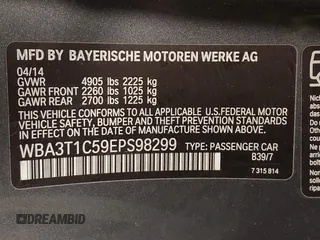 MFD BY BAYERISCHE MOTOREN WERKE AG
04/14
GVWR 4905 lbs 2225 kg
GAWR FRONT 2260 lbs 1025 kg
GAWR REAR 2700 lbs 1225 kg
THIS VEHICLE CONFORMS TO ALL APPLICABLE U.S.FEDERAL MOTOR
VEHICLE SAFETY, BUMPER, AND THEFT PREVENTION STANDARDS
IN EFFECT ON THE DATE OF MANUFACTURE SHOWN ABOVE.
WBA3T1C59EPS98299 TYPE: PASSENGER CAR
B39/7
7 315 814
DREAMBID